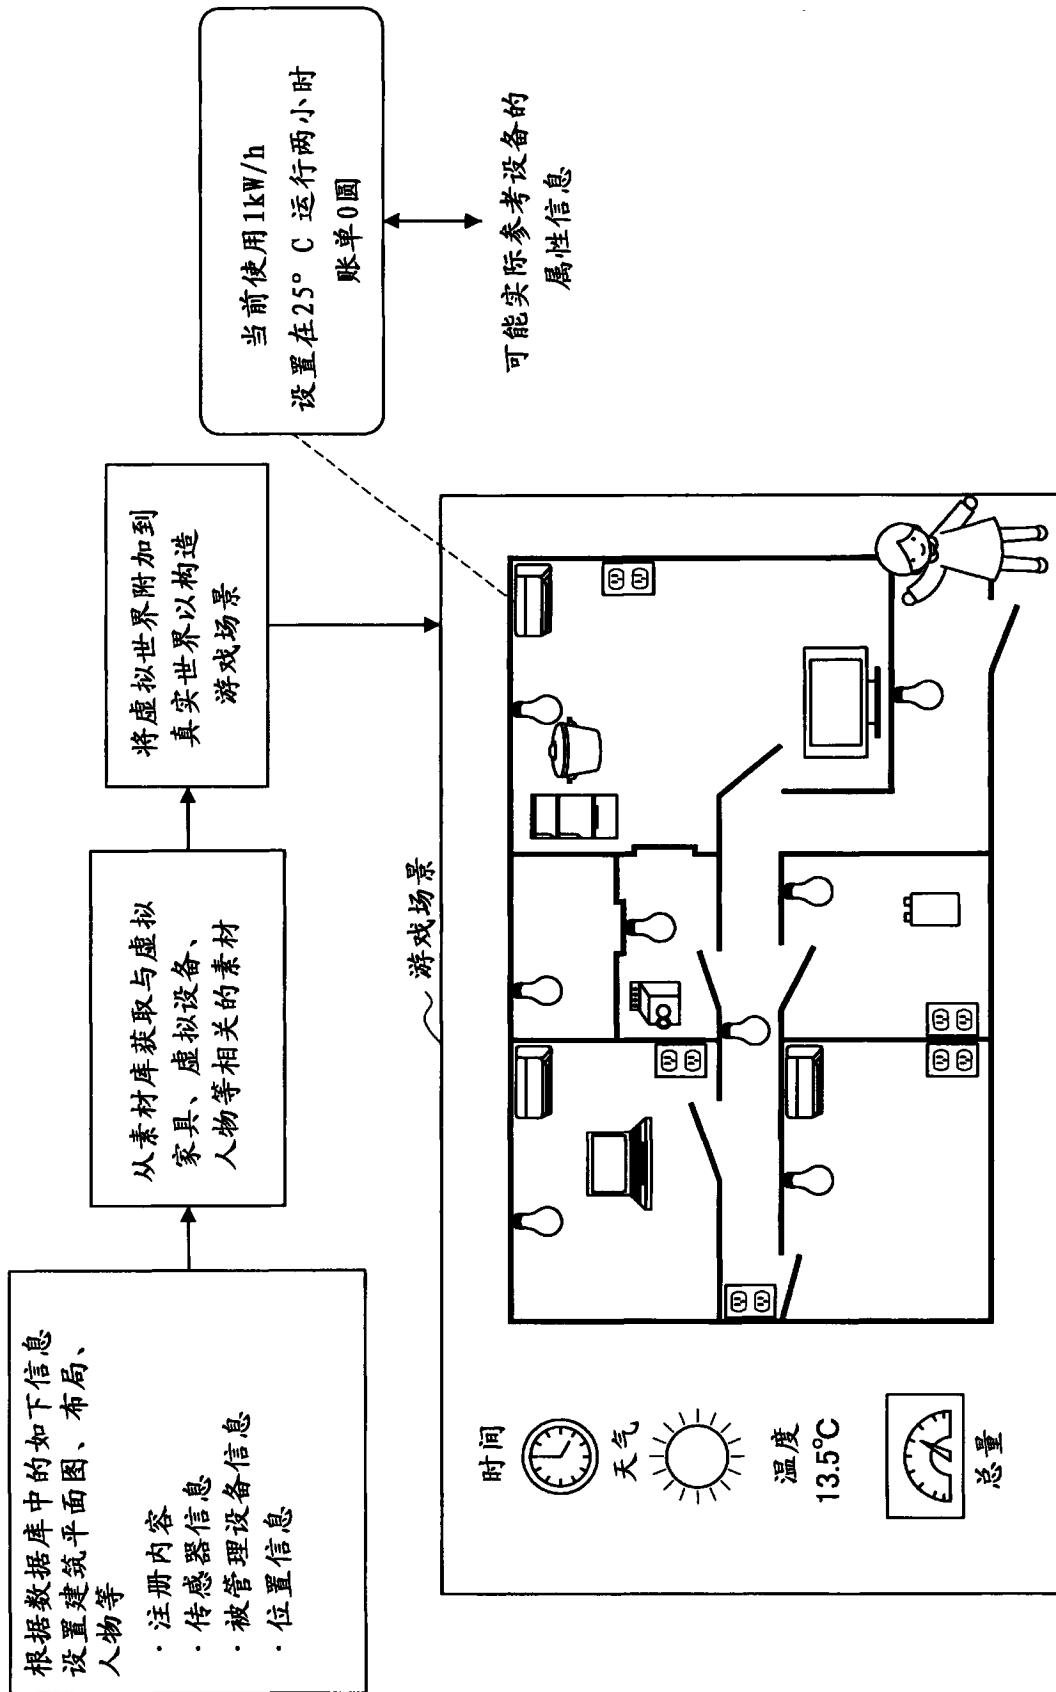 根据数据库中的如下信息
设置建筑平面图、布局、
人物等
·注册内容
·传感器信息
·被管理设备信息
·位置信息
从素材库获取与虚拟
家具、虚拟设备、
人物等相关的素材
将虚拟世界附加到
真实世界以构造
游戏场景
当前使用1kW/h
设置在25°C 运行两小时
账单0圆
可能实际参考设备的
属性信息
游戏场景
时间
天气
温度
13.5°C
总量